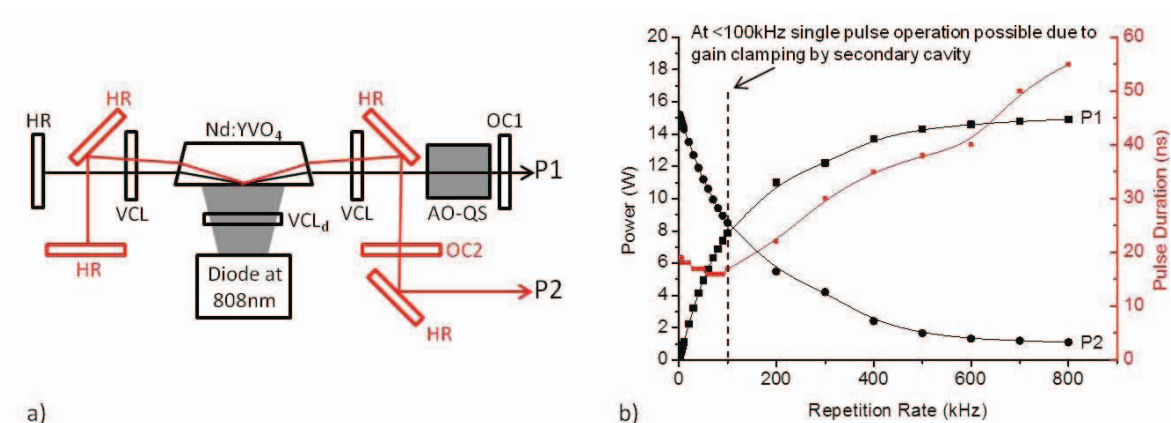 HR
HR
Nd:YVO4
HR
OC1
P1
VCL
VCL
AO-QS
VCLd
HR
OC2
Diode at
808nm
P2
HR
a)
At <100kHz single pulse operation possible due to
gain clamping by secondary cavity
20
18
16
14
12
10
8
6
4
2
0
Power (W)
60
50
40
30
20
10
0
Pulse Duration (ns)
P1
P2
0
200
400
600
800
Repetition Rate (kHz)
b)